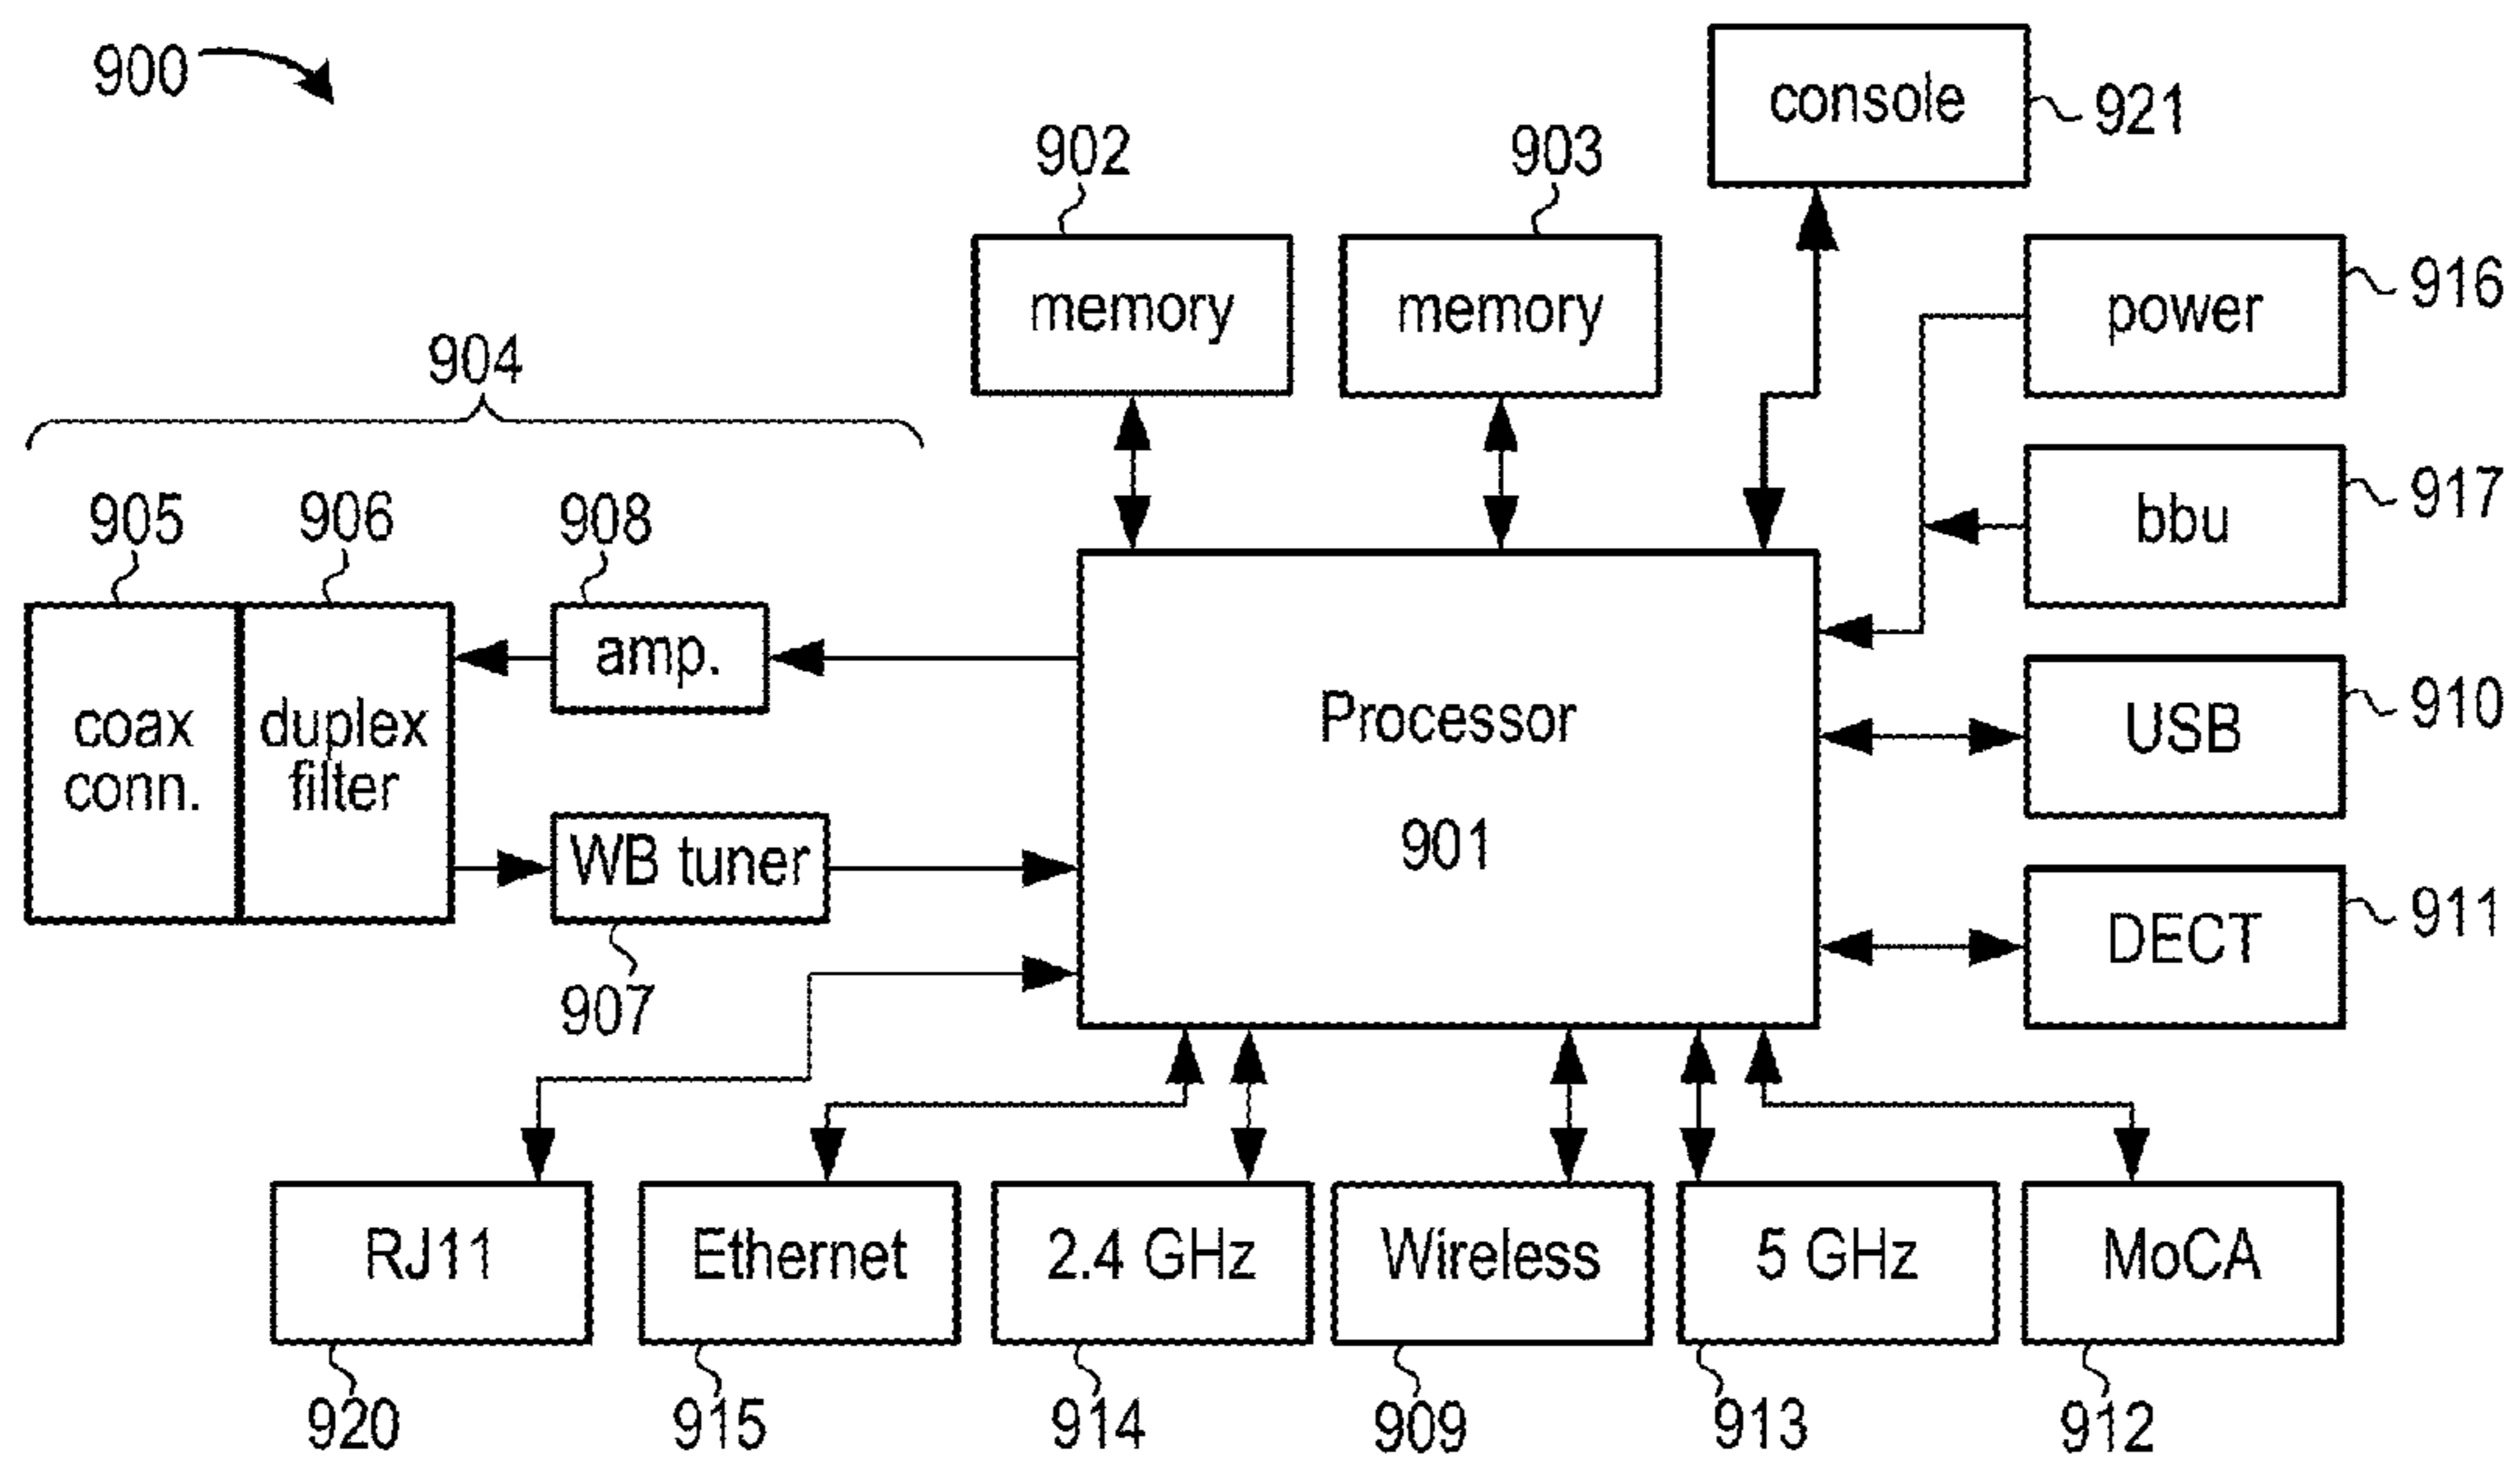 900
console
921
902
903
memory
memory
power
916
904
bbu
917
905
906
908
coax
conn.
duplex
filter
amp.
Processor
901
USB
910
WB tuner
907
DECT
911
RJ11
Ethernet
2.4 GHz
Wireless
5 GHz
MoCA
920
915
914
909
913
912